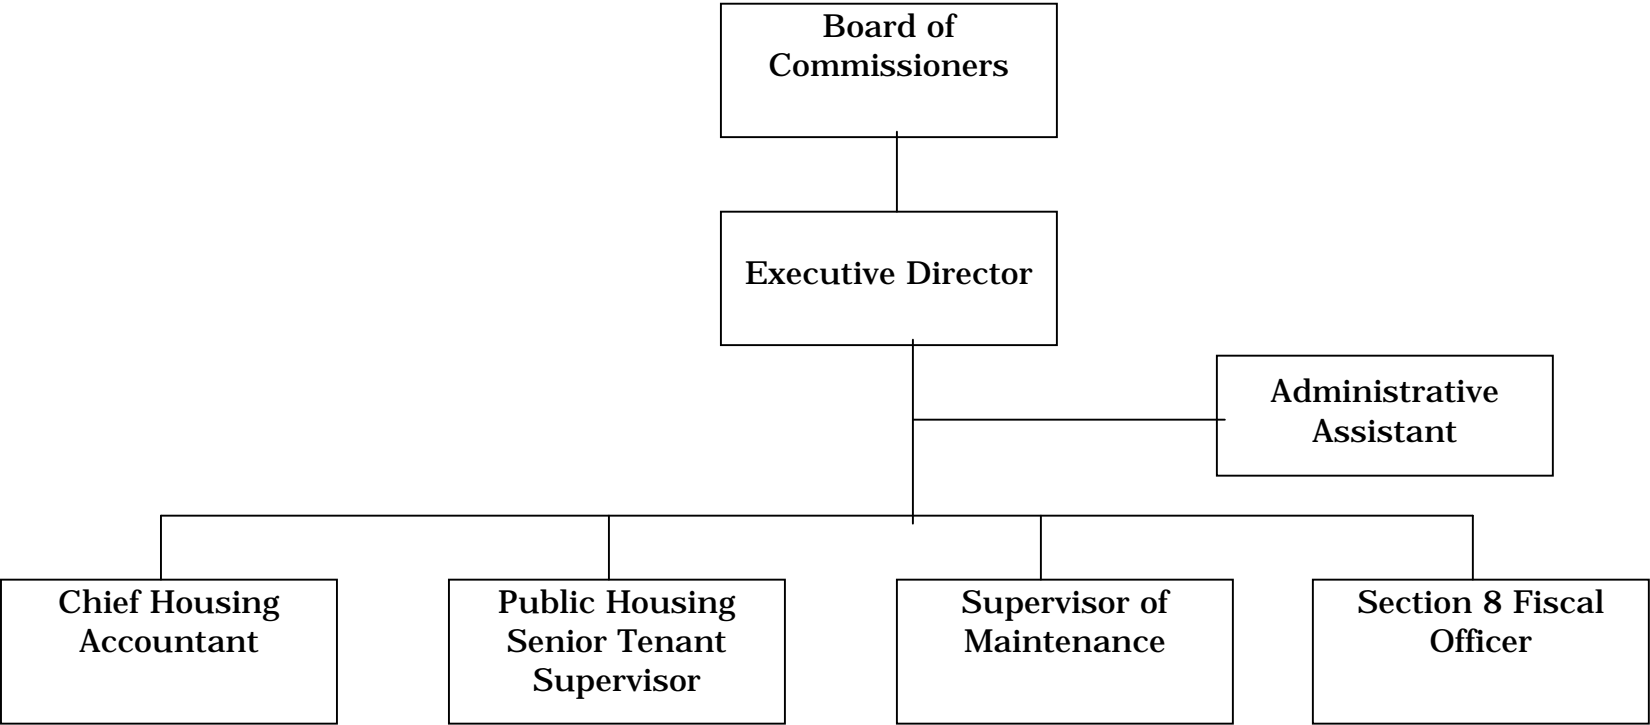 Board of
Commissioners
Executive Director
Administrative
Assistant
Chief Housing
Accountant
Public Housing
Senior Tenant
Supervisor
Supervisor of
Maintenance
Section 8 Fiscal
Officer